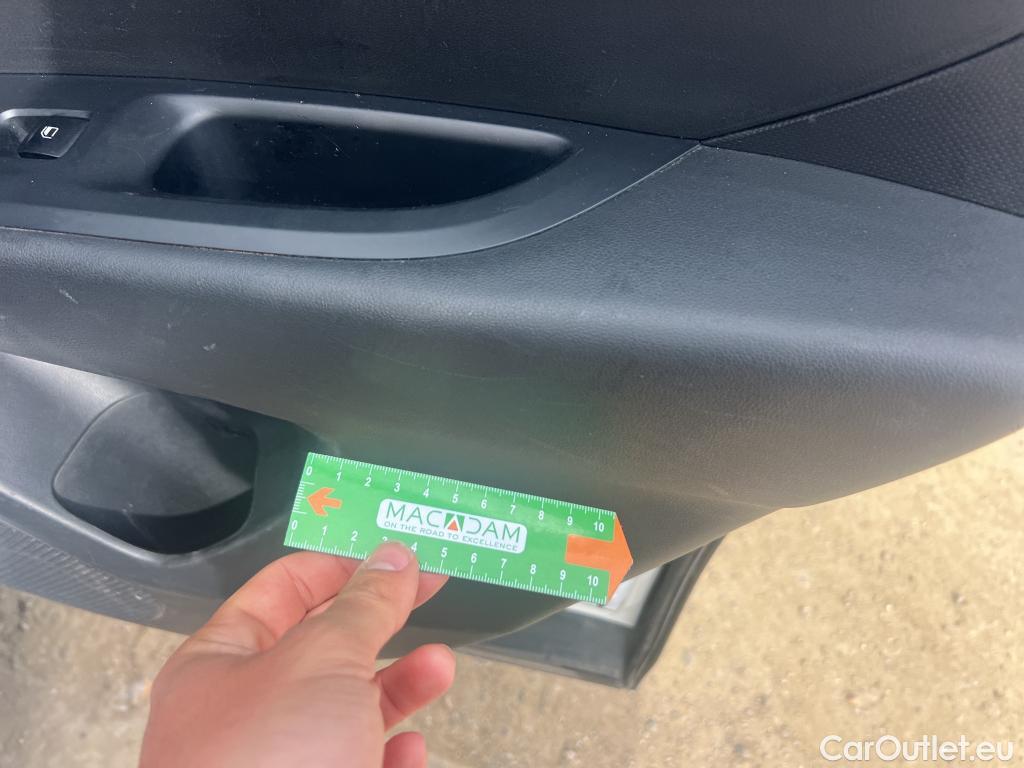 0 1 2 3 4 5 6 7 8 9 10
MACADAM
ON THE ROAD TO EXCELLENCE
0 1 2 3 4 5 6 7 8 9 10
CarOutlet.eu